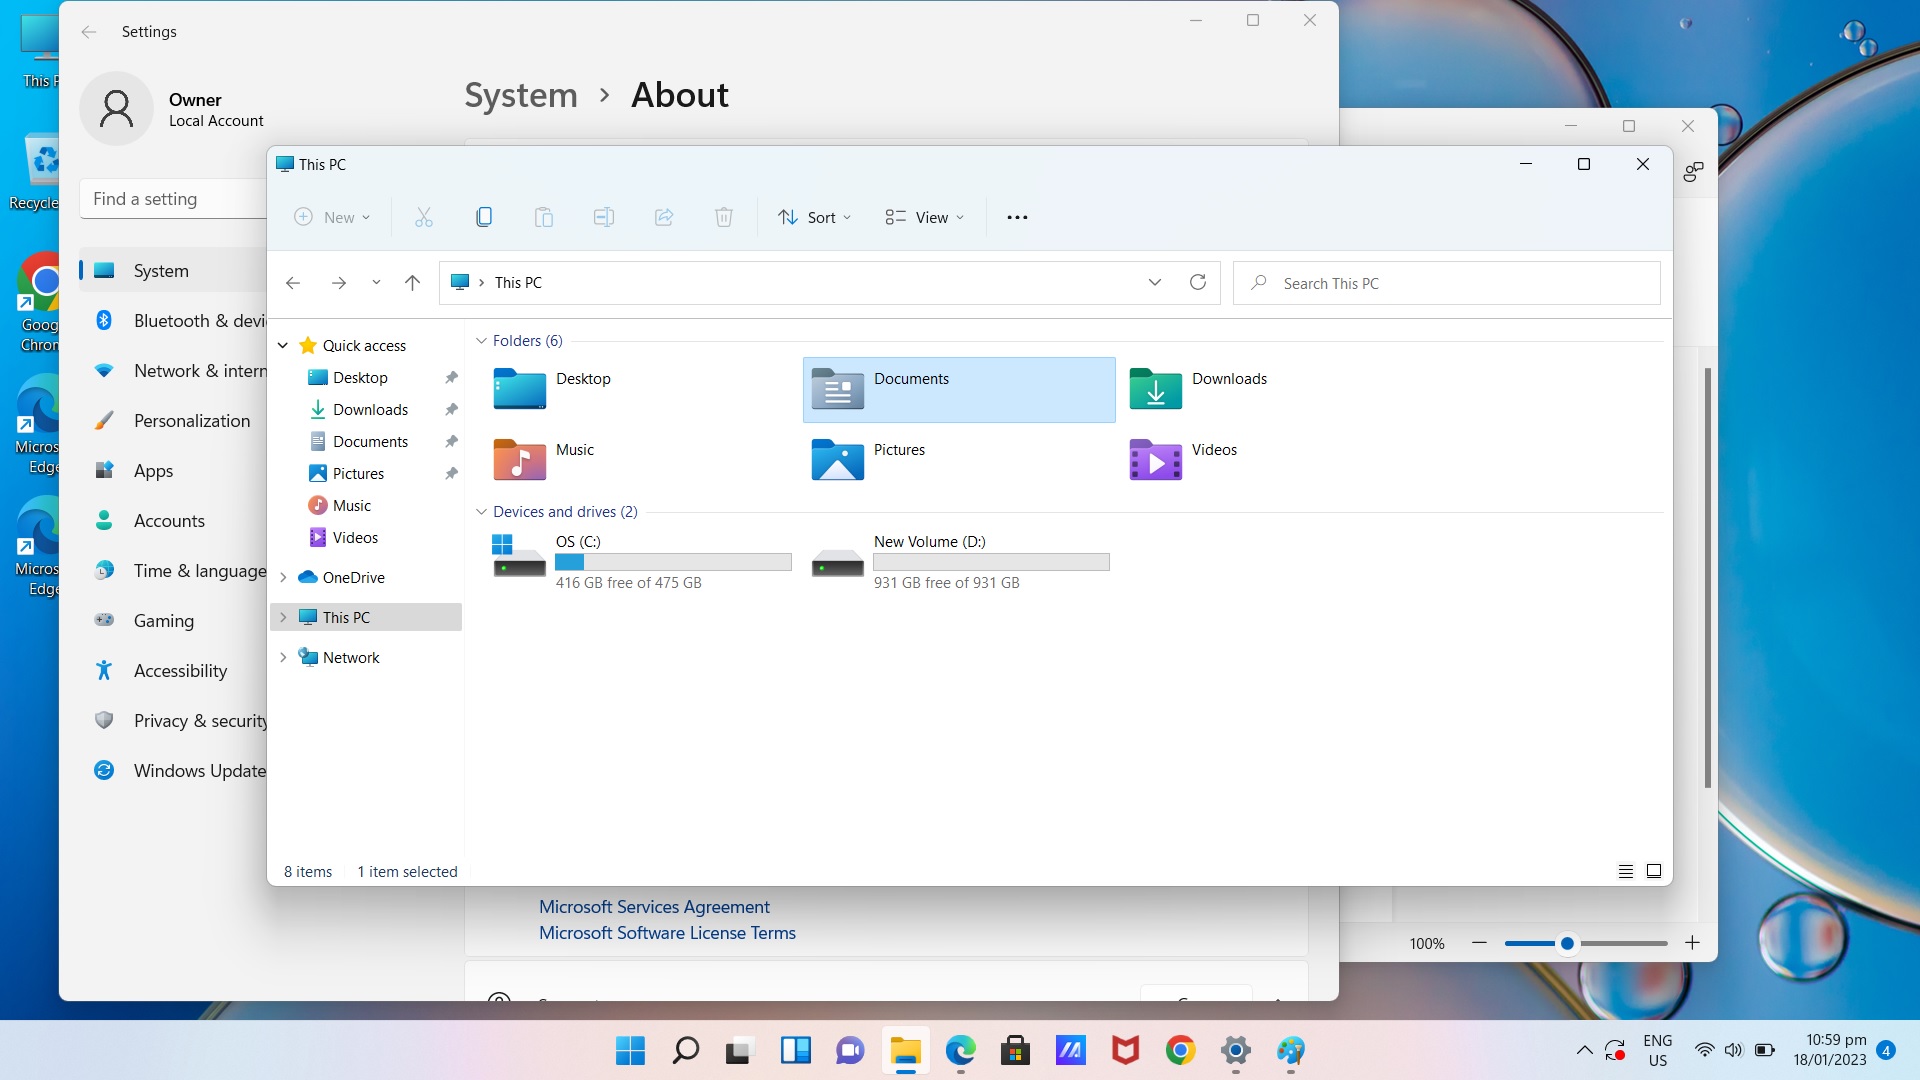 This P
Recycle
Goog
Chron
Micros
Edge
Micros
Edge
Settings
Owner
Local Account
Find a setting
System
Bluetooth & devi
Network & intern
Personalization
Apps
Accounts
Time & language
Gaming
Accessibility
Privacy & security
Windows Update
System > About
This PC
New
Sort
View
This PC
Search This PC
Quick access
Desktop
Downloads
Documents
Pictures
Music
Videos
OneDrive
This PC
Network
Folders (6)
Desktop
Documents
Downloads
Music
Pictures
Videos
Devices and drives (2)
OS (C:)
416 GB free of 475 GB
New Volume (D:)
931 GB free of 931 GB
8 items
1 item selected
Microsoft Services Agreement
Microsoft Software License Terms
100%
ENG
US
10:59 pm
18/01/2023
4